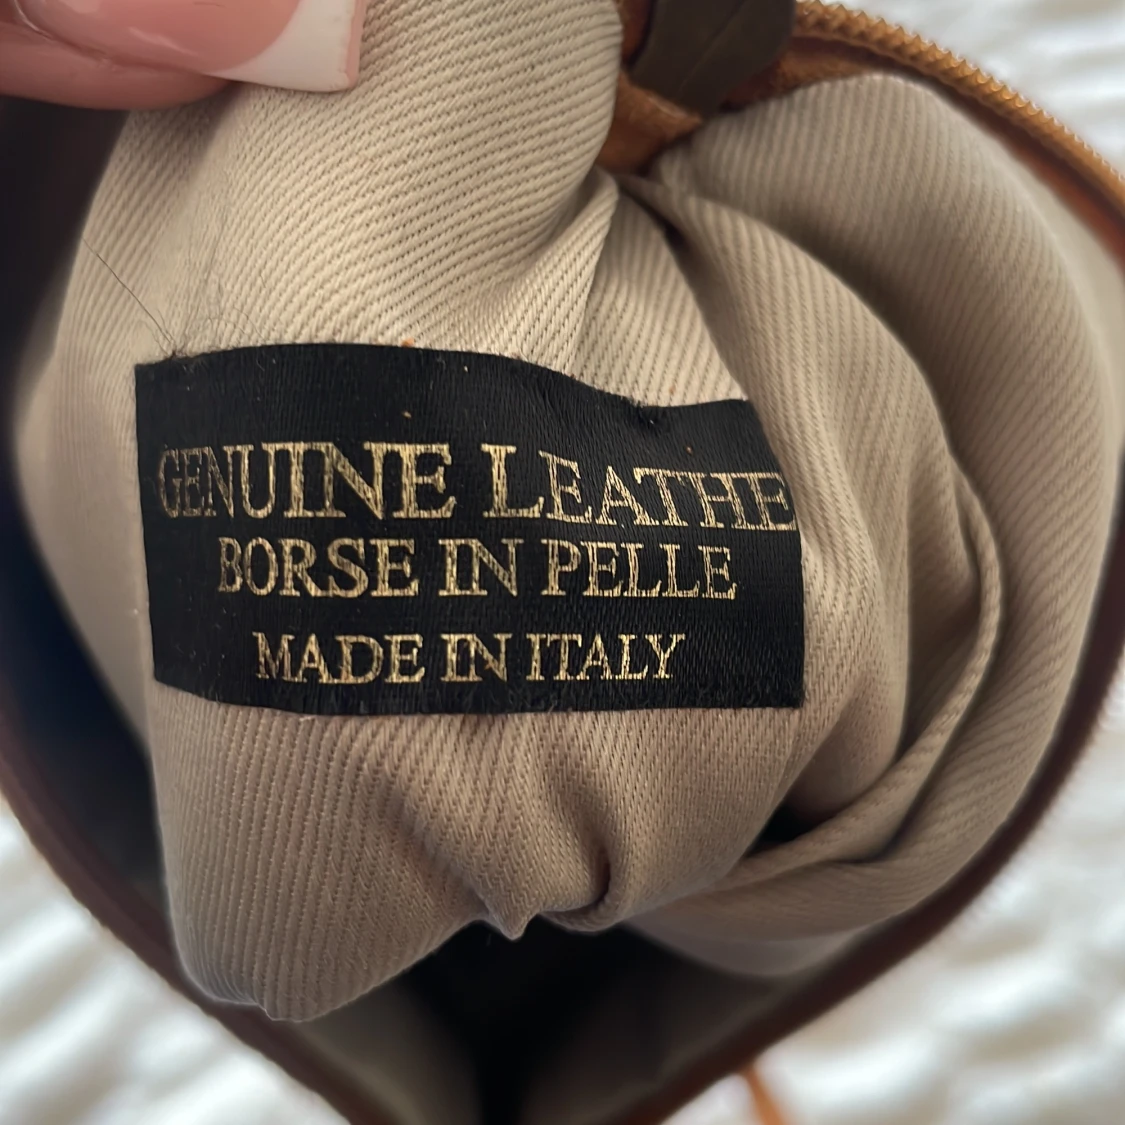 GENUINE LEATHE
BORSE IN PELLE
MADE IN ITALY